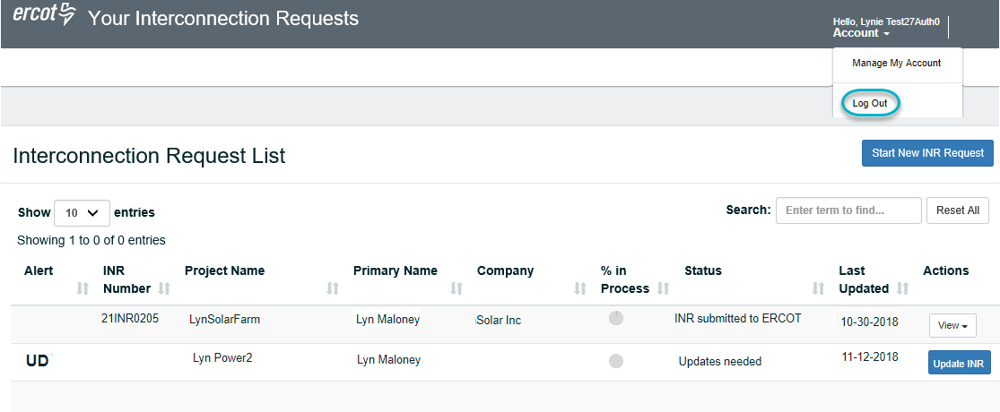 ercot
Your Interconnection Requests
Hello, Lynie Test27Auth0
Account
Manage My Account
Log Out
Interconnection Request List
Start New INR Request
Show 10 entries
Search: Enter term to find... Reset All
Showing 1 to 0 of 0 entries
Alert INR Number Project Name Primary Name Company % in Process Status Last Updated Actions
21INR0205 LynSolarFarm Lyn Maloney Solar Inc INR submitted to ERCOT 10-30-2018 View
UD Lyn Power2 Lyn Maloney Updates needed 11-12-2018 Update INR